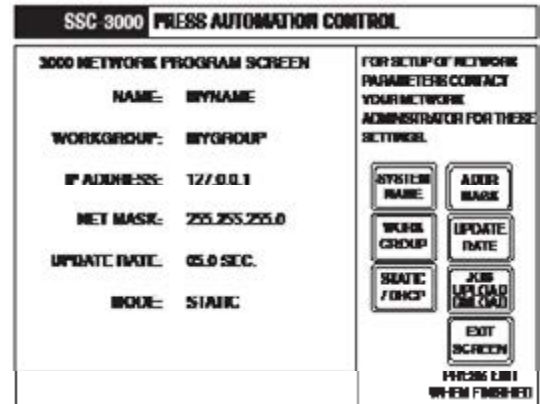 SSC-3000 PRESS AUTOMATION CONTROL
3000 NETWORK PROGRAM SCREEN
NAME: MYNAME
WORKGROUP: MYGROUP
IP ADDRESS: 127.0.0.1
NET MASK: 255.255.255.0
UPDATE RATE: 05.0 SEC.
MODE: STATIC
FOR SETUP OF NETWORK
PARAMETERS CONTACT
YOUR NETWORK
ADMINISTRATOR FOR THESE
SETTINGS.
SYSTEM
NAME
ADDR
MASK
WORK
GROUP
UPDATE
RATE
STATIC
/ DHCP
JOB
UPLOAD
DNLOAD
EXIT
SCREEN
PRESS EXIT
WHEN FINISHED